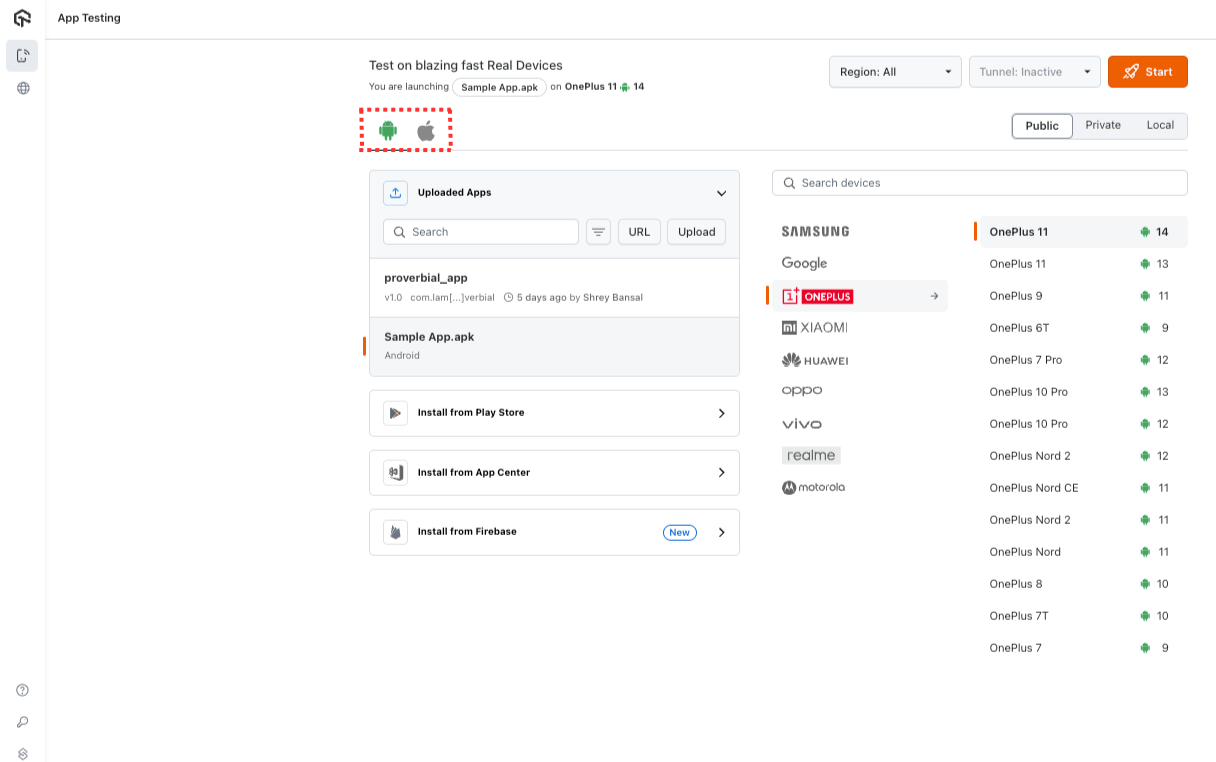 App Testing
Test on blazing fast Real Devices
You are launching Sample App.apk on OnePlus 11 14
Region: All
Tunnel: Inactive
Start
Public
Private
Local
Uploaded Apps
Search
URL
Upload
proverbial_app
v1.0 com.lam[...]verbial 5 days ago by Shrey Bansal
Sample App.apk
Android
Install from Play Store
Install from App Center
Install from Firebase
New
Search devices
SAMSUNG
Google
1+ ONEPLUS
mi XIAOMI
HUAWEI
oppo
vivo
realme
motorola
OnePlus 11 14
OnePlus 11 13
OnePlus 9 11
OnePlus 6T 9
OnePlus 7 Pro 12
OnePlus 10 Pro 13
OnePlus 10 Pro 12
OnePlus Nord 2 12
OnePlus Nord CE 11
OnePlus Nord 2 11
OnePlus Nord 11
OnePlus 8 10
OnePlus 7T 10
OnePlus 7 9